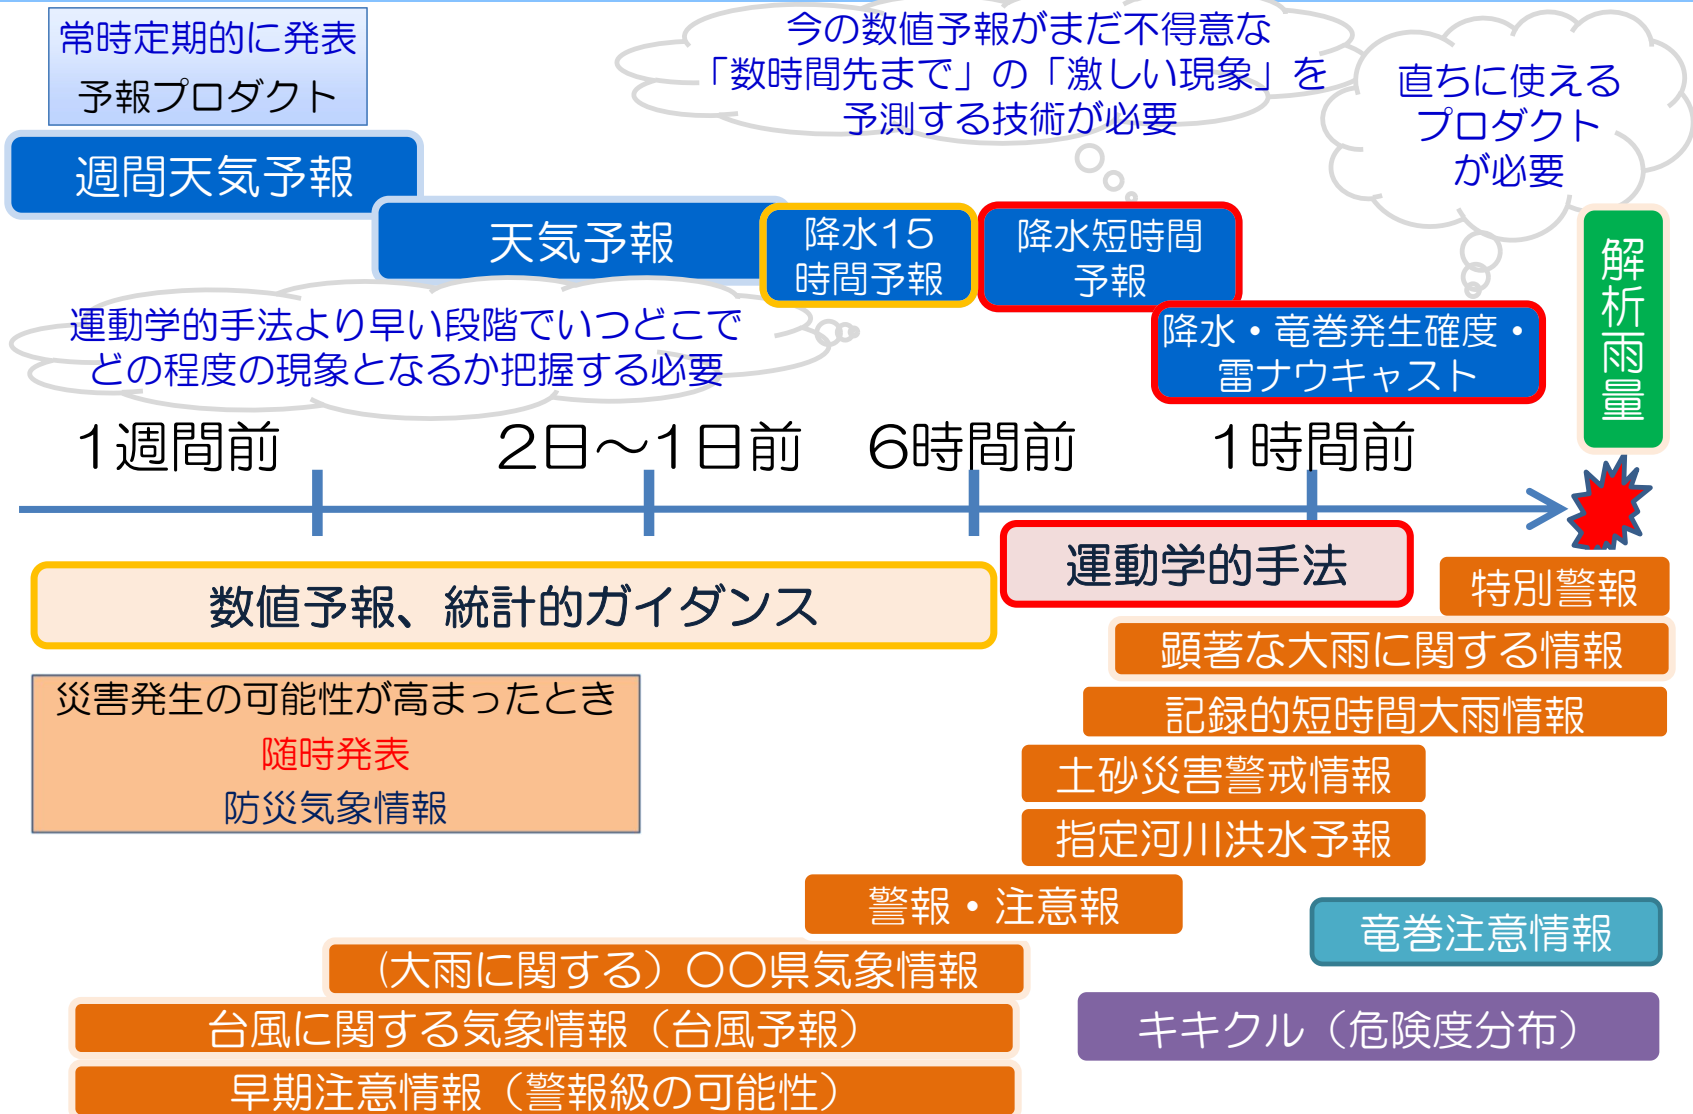 常時定期的に発表
予報プロダクト
今の数値予報がまだ不得意な
「数時間先まで」の「激しい現象」を
予測する技術が必要
直ちに使える
プロダクト
が必要
週間天気予報
天気予報
降水15
時間予報
降水短時間
予報
降水・竜巻発生確度・
雷ナウキャスト
解析雨量
運動学的手法より早い段階でいつどこで
どの程度の現象となるか把握する必要
1週間前
2日～1日前
6時間前
1時間前
数値予報、統計的ガイダンス
運動学的手法
特別警報
顕著な大雨に関する情報
記録的短時間大雨情報
土砂災害警戒情報
指定河川洪水予報
警報・注意報
竜巻注意情報
(大雨に関する）〇〇県気象情報
台風に関する気象情報（台風予報）
早期注意情報（警報級の可能性）
キキクル（危険度分布）
災害発生の可能性が高まったとき
随時発表
防災気象情報